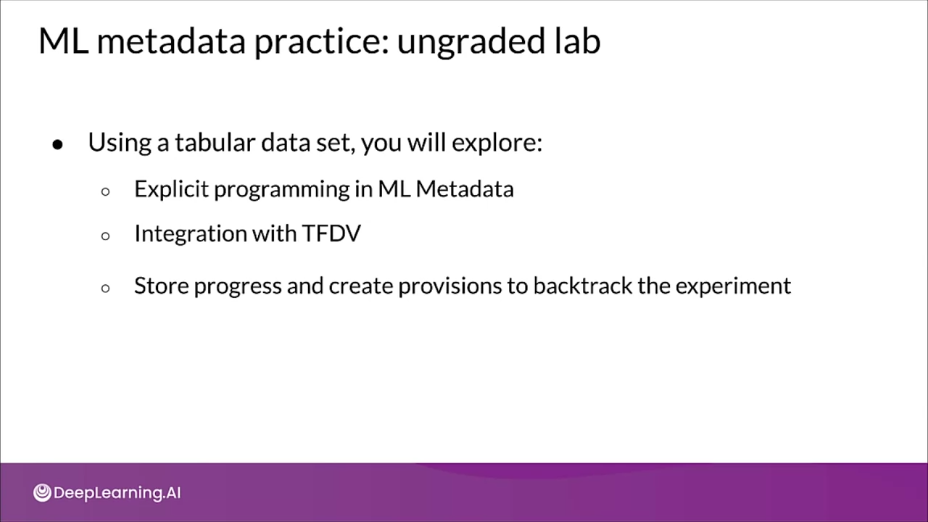 ML metadata practice: ungraded lab
● Using a tabular data set, you will explore:
○ Explicit programming in ML Metadata
○ Integration with TFDV
○ Store progress and create provisions to backtrack the experiment
DeepLearning.AI